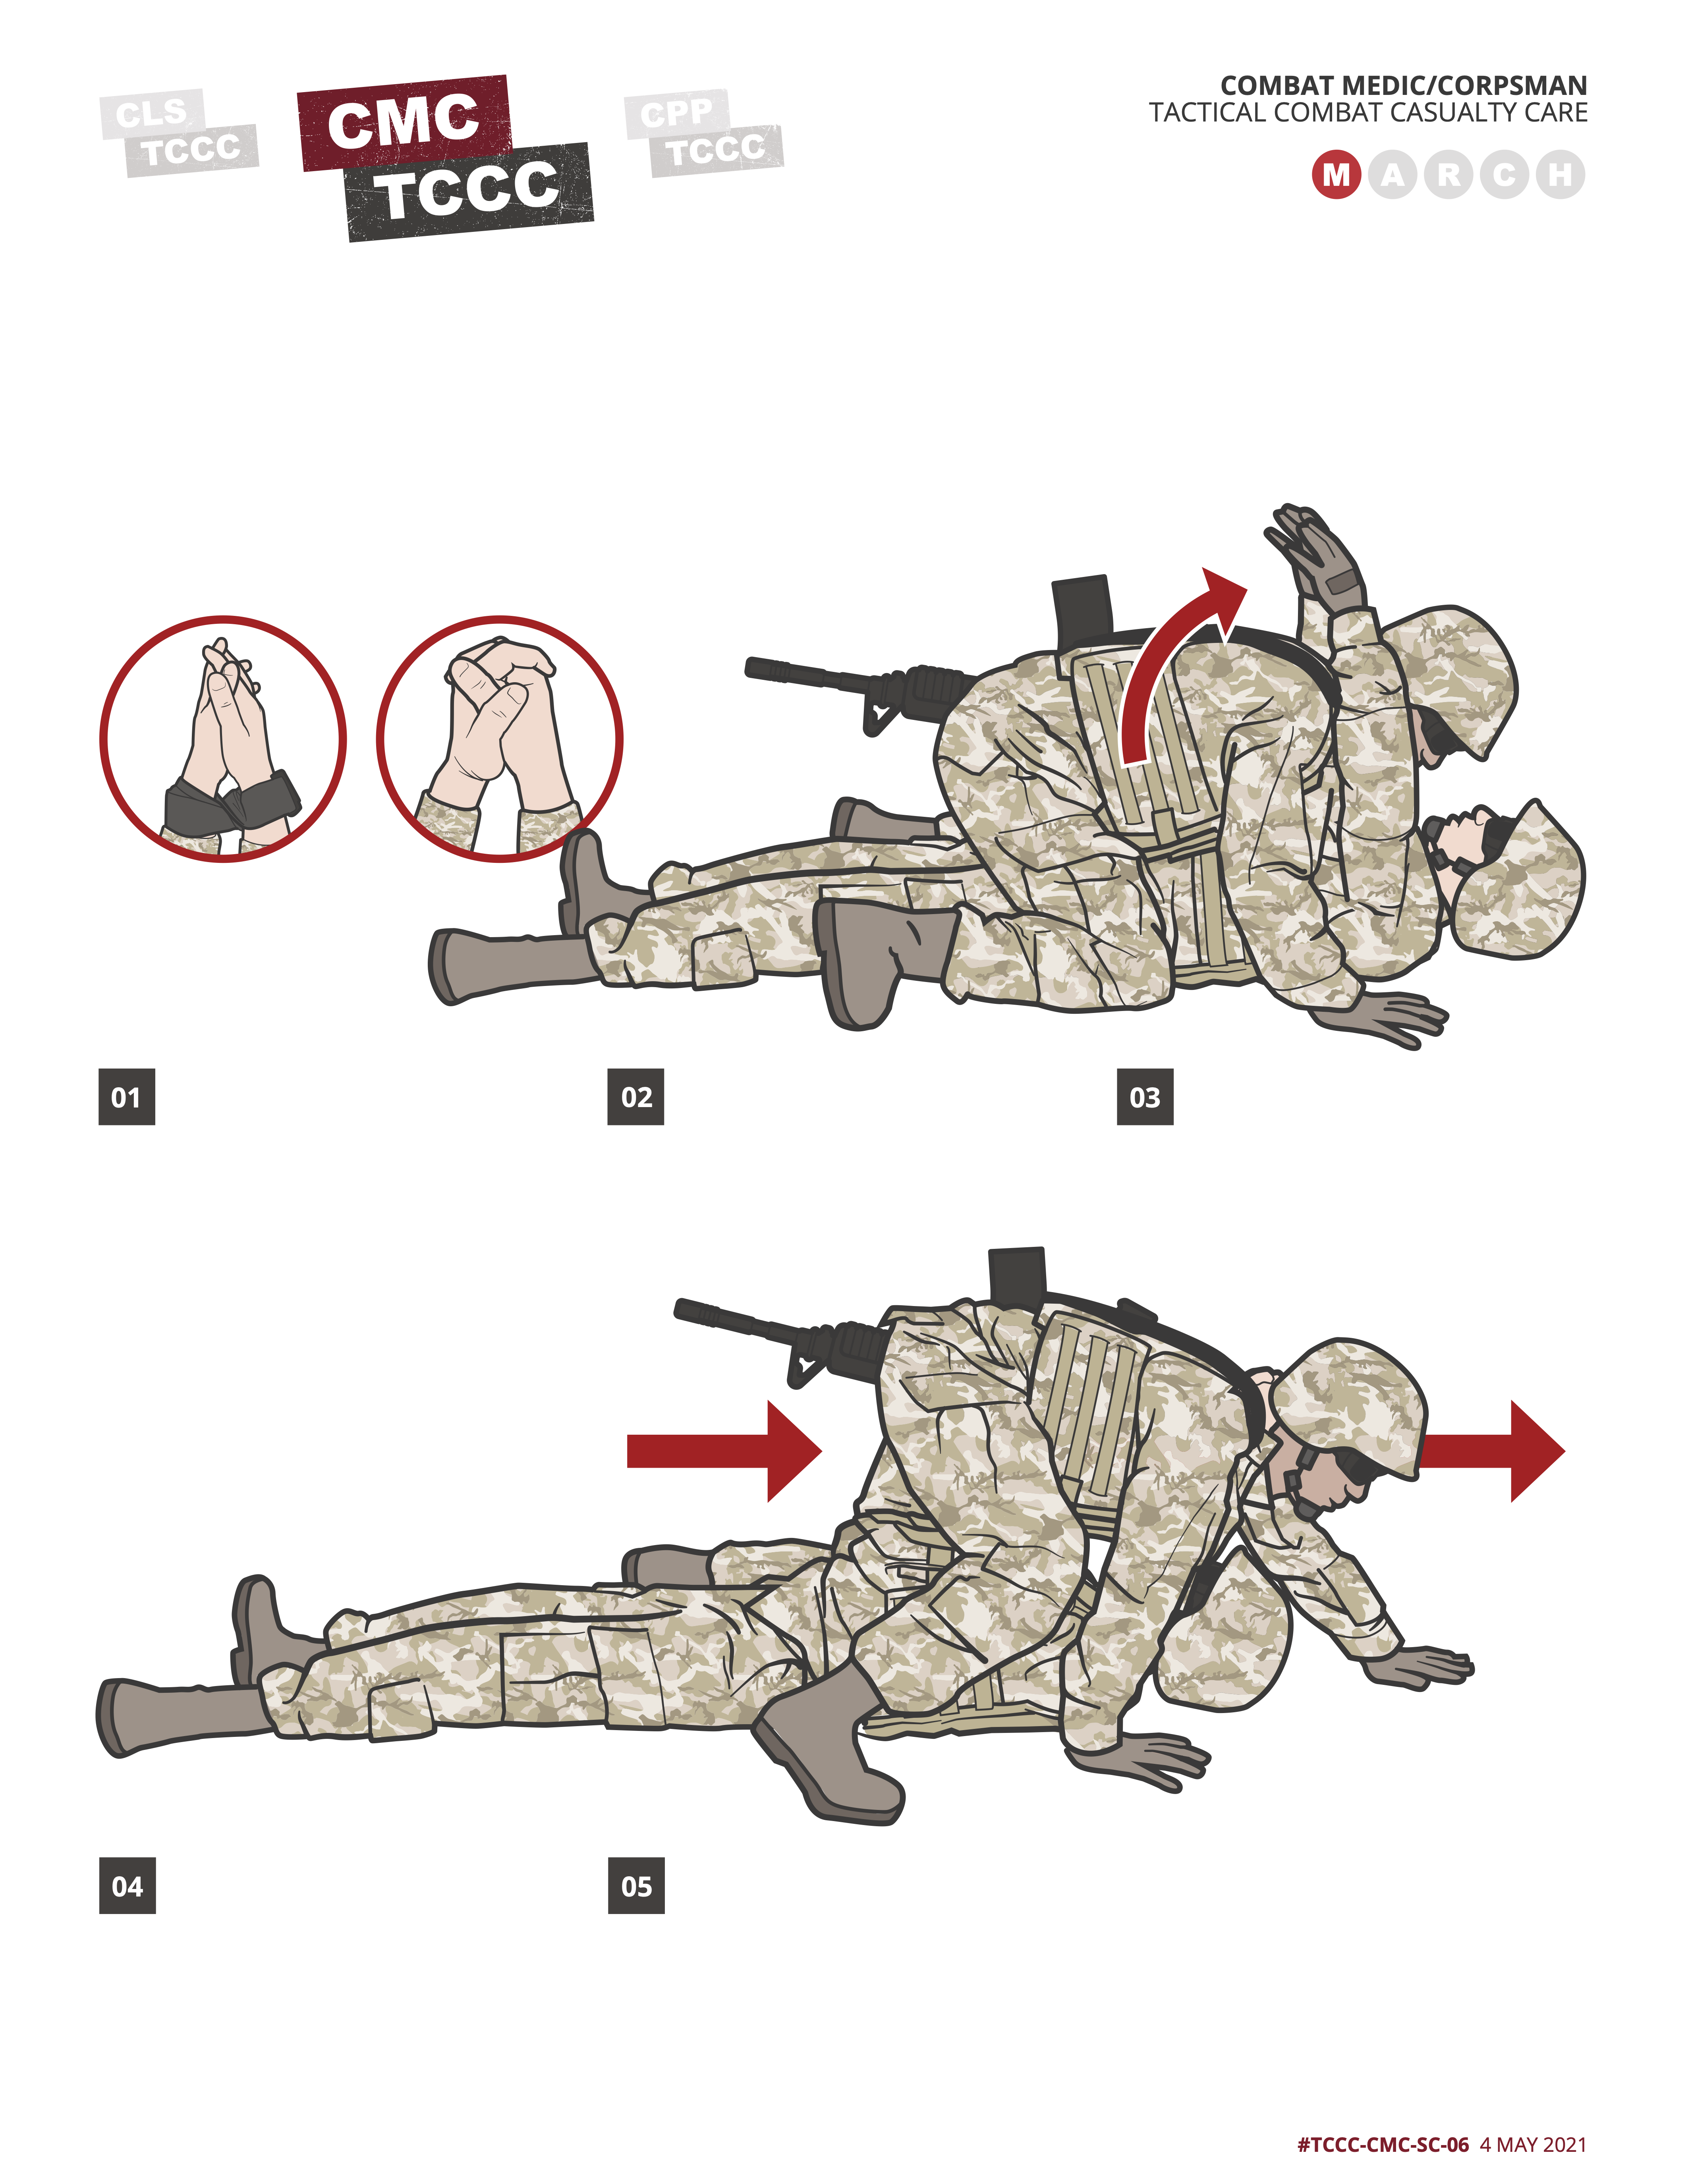 CLS
TCCC
CMC
TCCC
CPP
TCCC
COMBAT MEDIC/CORPSMAN
TACTICAL COMBAT CASUALTY CARE
M A R C H
01
02
03
04
05
#TCCC-CMC-SC-06 4 MAY 2021